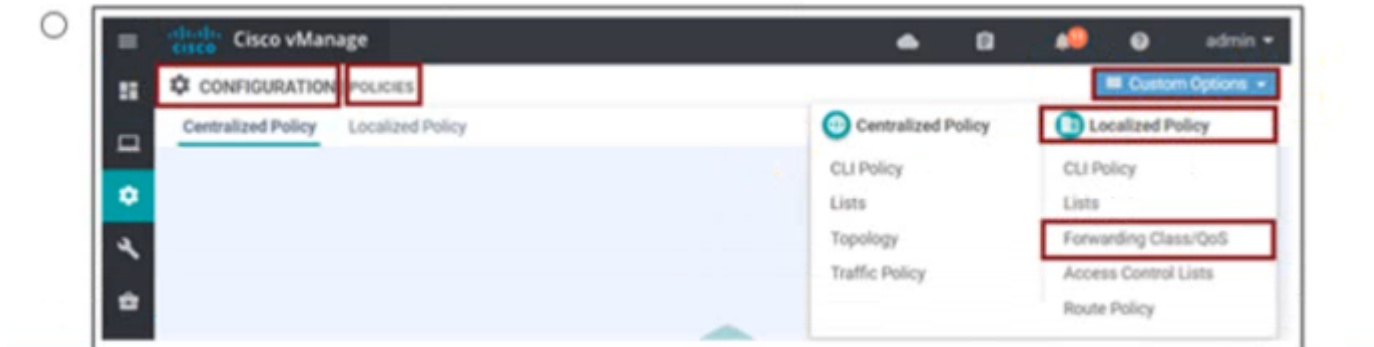 cisco Cisco vManage admin
CONFIGURATION POLICIES Custom Options
Centralized Policy Localized Policy
Centralized Policy Localized Policy
CLI Policy CLI Policy
Lists Lists
Topology Forwarding Class/QoS
Traffic Policy Access Control Lists
Route Policy